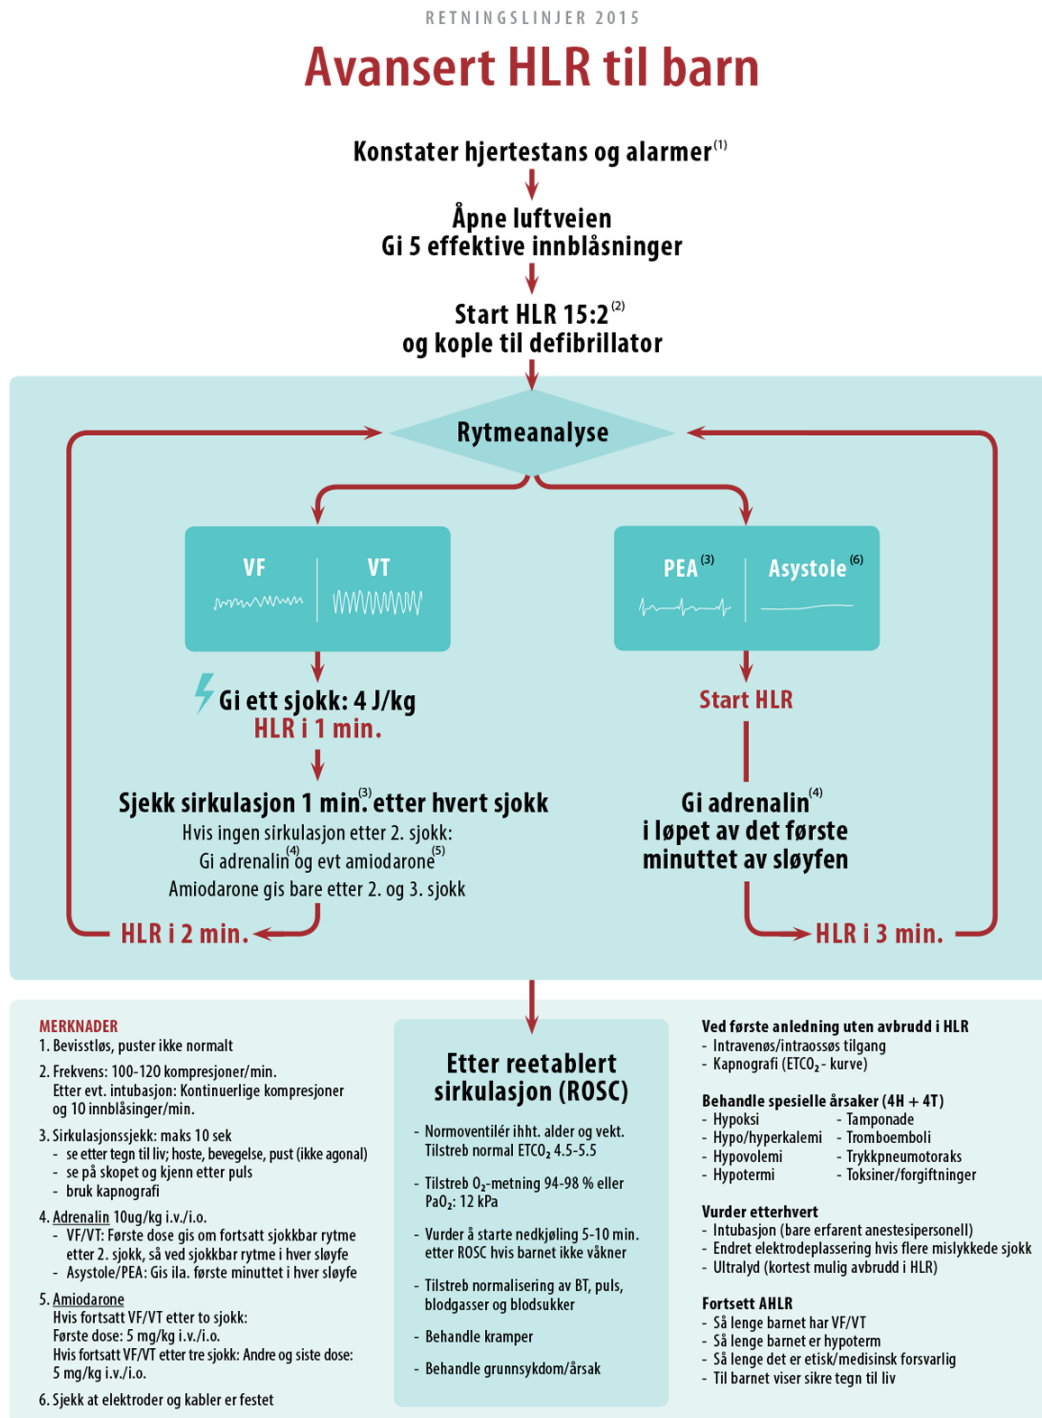 RETNINGSLINJER 2015
Avansert HLR til barn
Konstater hjertestans og alarmer(1)
Åpne luftveien
Gi 5 effektive innblåsninger
Start HLR 15:2(2)
og kople til defibrillator
Rytmeanalyse
VF
VT
Gi ett sjokk: 4 J/kg
HLR i 1 min.
Sjekk sirkulasjon 1 min.(3) etter hvert sjokk
Hvis ingen sirkulasjon etter 2. sjokk:
Gi adrenalin(4) og evt amiodarone(5)
Amiodarone gis bare etter 2. og 3. sjokk
HLR i 2 min.
PEA(3)
Asystole(6)
Start HLR
Gi adrenalin(4)
i løpet av det første
minuttet av sløyfen
HLR i 3 min.
MERKNADER
1. Bevisstløs, puster ikke normalt
2. Frekvens: 100-120 kompresjoner/min.
Etter evt. intubasjon: Kontinuerlige kompresjoner
og 10 innblåsinger/min.
3. Sirkulasjonssjekk: maks 10 sek
- se etter tegn til liv; hoste, bevegelse, pust (ikke agonal)
- se på skopet og kjenn etter puls
- bruk kapnografi
4. Adrenalin 10ug/kg i.v./i.o.
- VF/VT: Første dose gis om fortsatt sjokkbar rytme
etter 2. sjokk, så ved sjokkbar rytme i hver sløyfe
- Asystole/PEA: Gis ila. første minuttet i hver sløyfe
5. Amiodarone
Hvis fortsatt VF/VT etter to sjokk:
Første dose: 5 mg/kg i.v./i.o.
Hvis fortsatt VF/VT etter tre sjokk: Andre og siste dose:
5 mg/kg i.v./i.o.
6. Sjekk at elektroder og kabler er festet
Etter reetablert
sirkulasjon (ROSC)
- Normoventilér ihht. alder og vekt.
Tilstreb normal ETCO₂ 4.5-5.5
- Tilstreb O₂-metning 94-98 % eller
PaO₂: 12 kPa
- Vurder å starte nedkjøling 5-10 min.
etter ROSC hvis barnet ikke våkner
- Tilstreb normalisering av BT, puls,
blodgasser og blodsukker
- Behandle kramper
- Behandle grunnsykdom/årsak
Ved første anledning uten avbrudd i HLR
- Intravenøs/intraossøs tilgang
- Kapnografi (ETCO₂ - kurve)
Behandle spesielle årsaker (4H + 4T)
- Hypoksi
- Hypo/hyperkalemi
- Hypovolemi
- Hypotermi
- Tamponade
- Tromboemboli
- Trykkpneumotoraks
- Toksiner/forgiftninger
Vurder etterhvert
- Intubasjon (bare erfarent anestesipersonell)
- Endret elektrodeplassering hvis flere mislykkede sjokk
- Ultralyd (kortest mulig avbrudd i HLR)
Fortsett AHLR
- Så lenge barnet har VF/VT
- Så lenge barnet er hypoterm
- Så lenge det er etisk/medisinsk forsvarlig
- Til barnet viser sikre tegn til liv